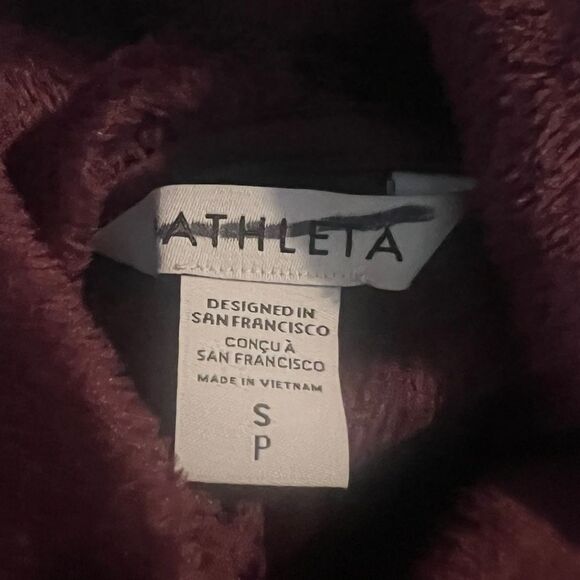 ATHLETA
DESIGNED IN
SAN FRANCISCO
CONÇU À
SAN FRANCISCO
MADE IN VIETNAM
S
P